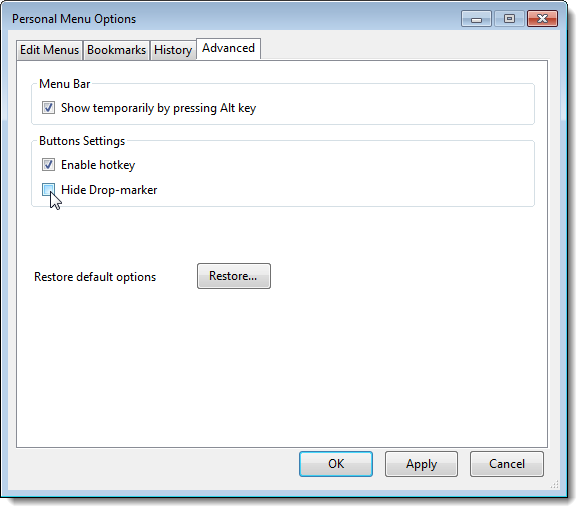 Personal Menu Options
Edit Menus Bookmarks History Advanced
Menu Bar
Show temporarily by pressing Alt key
Buttons Settings
Enable hotkey
Hide Drop-marker
Restore default options Restore...
OK Apply Cancel